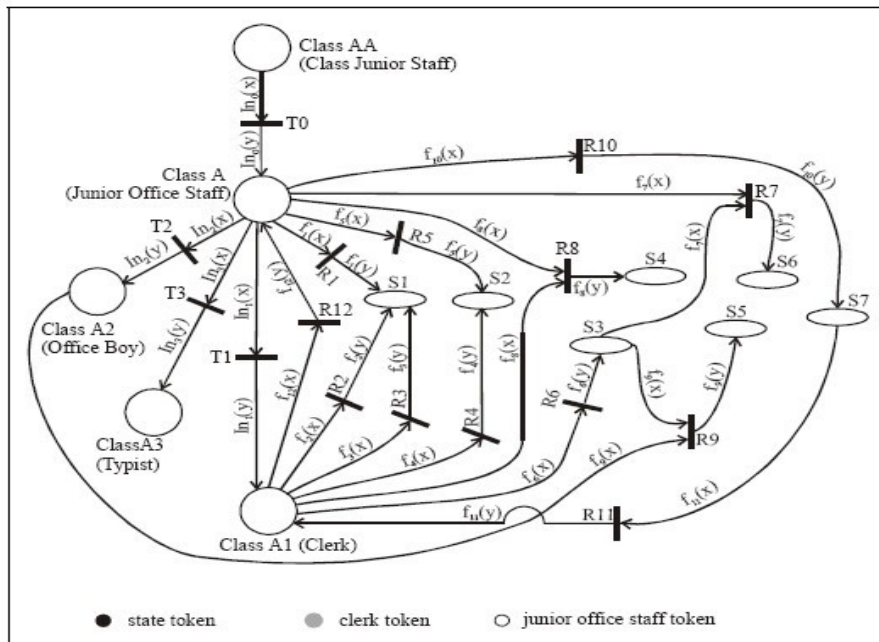 Class AA
(Class Junior Staff)
In₀(x)
T0
In₀(y)
Class A
(Junior Office Staff)
f₁₀(x)
R10
f₁₀(y)
f₇(x)
R7
f₇(y)
f₇(x)
S6
T2
In₂(x)
In₂(y)
In₃(x)
T3
In₃(y)
In₁(x)
T1
In₁(y)
Class A2
(Office Boy)
ClassA3
(Typist)
f₁(x)
R1
f₁(y)
S1
f₅(x)
R5
f₅(y)
S2
f₈(x)
R8
f₈(y)
S4
f₈(x)
R12
f₁₂(x)
f₂(x)
R2
f₂(y)
f₃(x)
R3
f₃(y)
f₄(x)
R4
f₄(y)
f₆(x)
R6
f₆(y)
S3
f₉(x)
R9
f₉(y)
S5
f₉(x)
S7
f₁₁(x)
R11
f₁₁(y)
Class A1 (Clerk)
state token
clerk token
junior office staff token